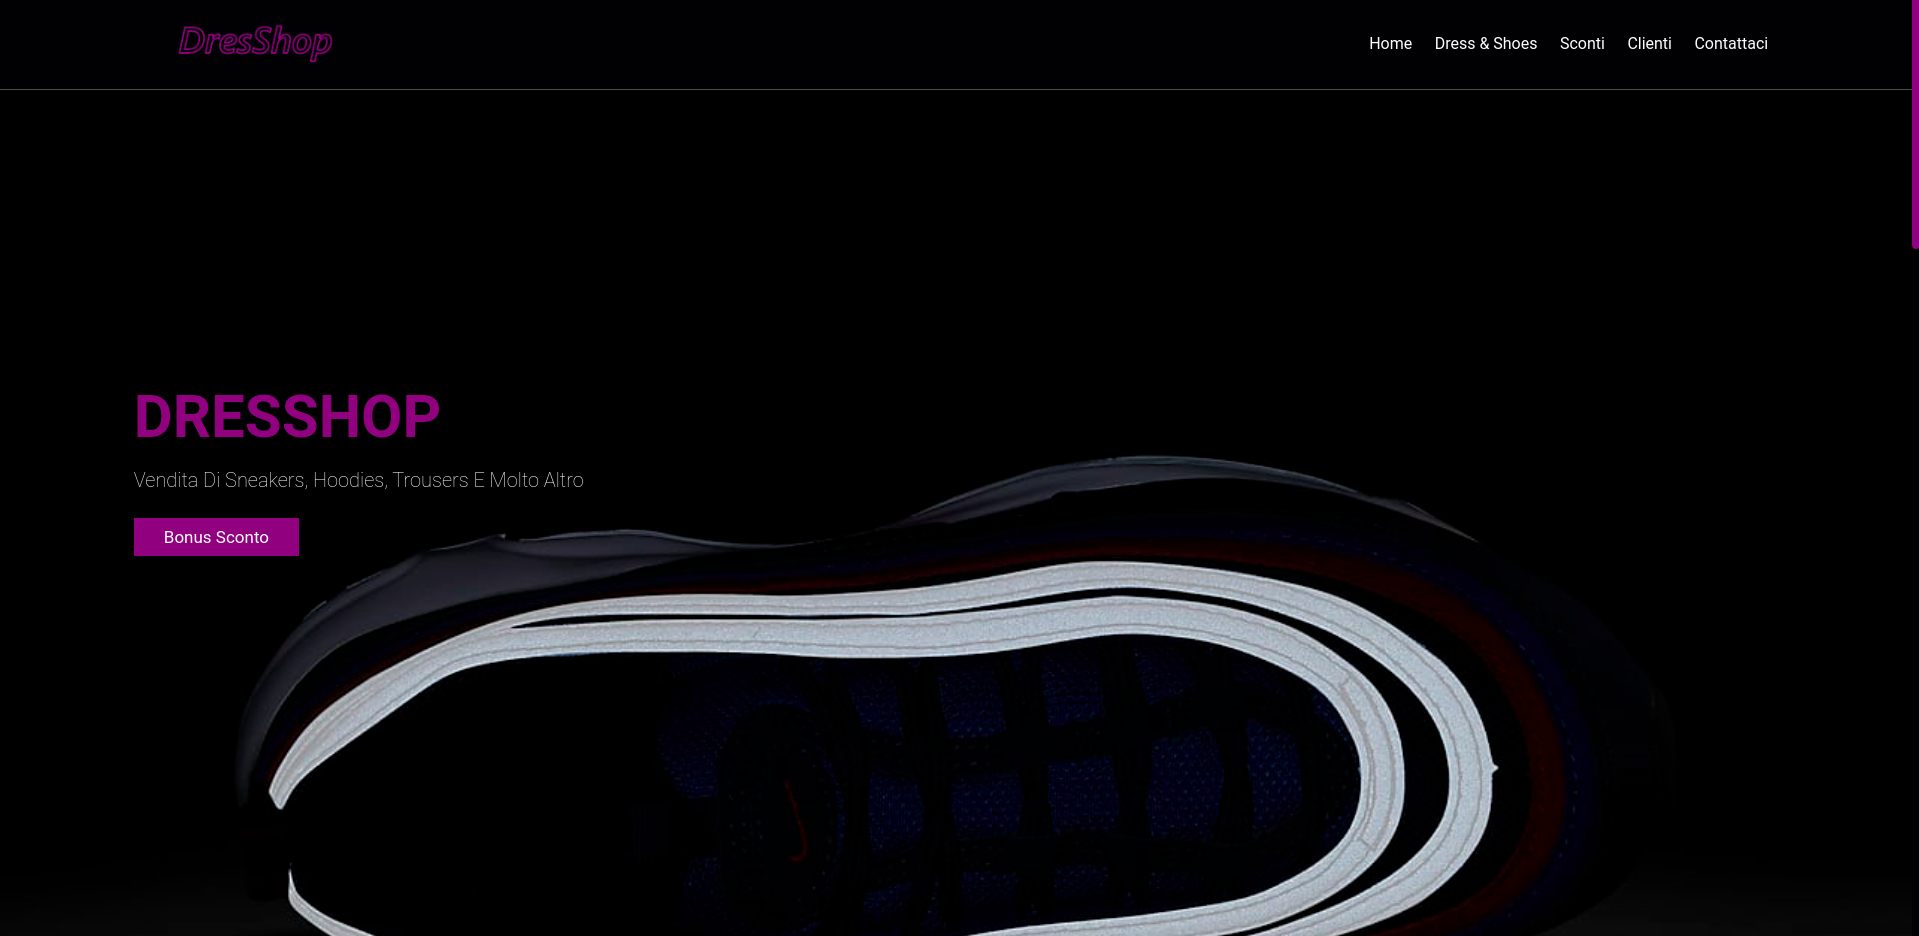 DresShop
Home Dress & Shoes Sconti Clienti Contattaci
DRESSHOP
Vendita Di Sneakers, Hoodies, Trousers E Molto Altro
Bonus Sconto